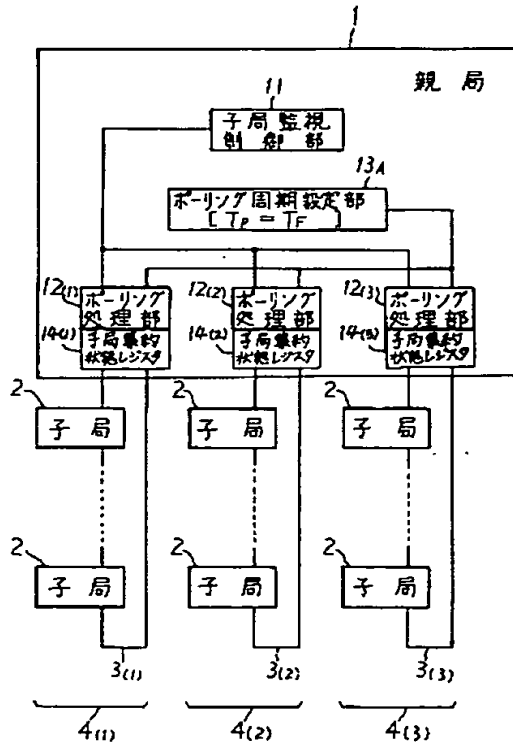 1
親局
11
子局監視
制御部
13A
ポーリング周期設定部
[TP=TF]
12(1) ポーリング
処理部
14(1) 子局集約
状態レジスタ
12(2) ポーリング
処理部
14(2) 子局集約
状態レジスタ
12(3) ポーリング
処理部
14(3) 子局集約
状態レジスタ
2 子局
2 子局
2 子局
2 子局
2 子局
2 子局
3(1) 3(2) 3(3)
4(1) 4(2) 4(3)